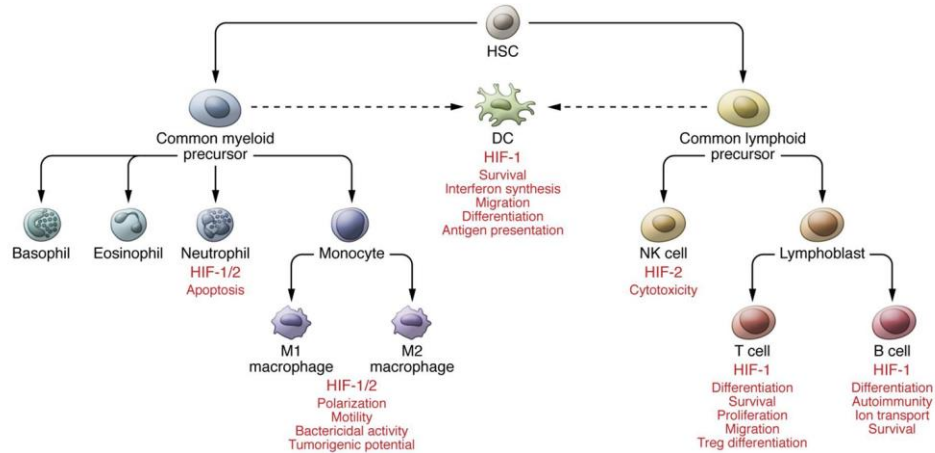 HSC
Common myeloid
precursor
DC
HIF-1
Survival
Interferon synthesis
Migration
Differentiation
Antigen presentation
Common lymphoid
precursor
Basophil
Eosinophil
Neutrophil
HIF-1/2
Apoptosis
Monocyte
NK cell
HIF-2
Cytotoxicity
Lymphoblast
M1
macrophage
M2
macrophage
HIF-1/2
Polarization
Motility
Bactericidal activity
Tumorigenic potential
T cell
HIF-1
Differentiation
Survival
Proliferation
Migration
Treg differentiation
B cell
HIF-1
Differentiation
Autoimmunity
Ion transport
Survival